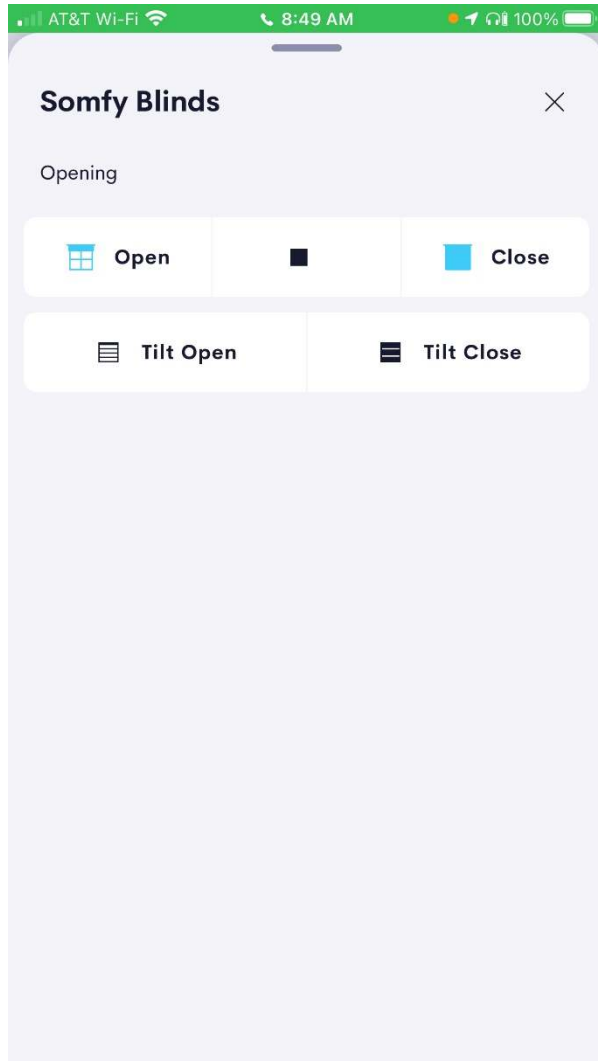 AT&T Wi-Fi 8:49 AM 100%
Somfy Blinds
Opening
Open Close
Tilt Open Tilt Close